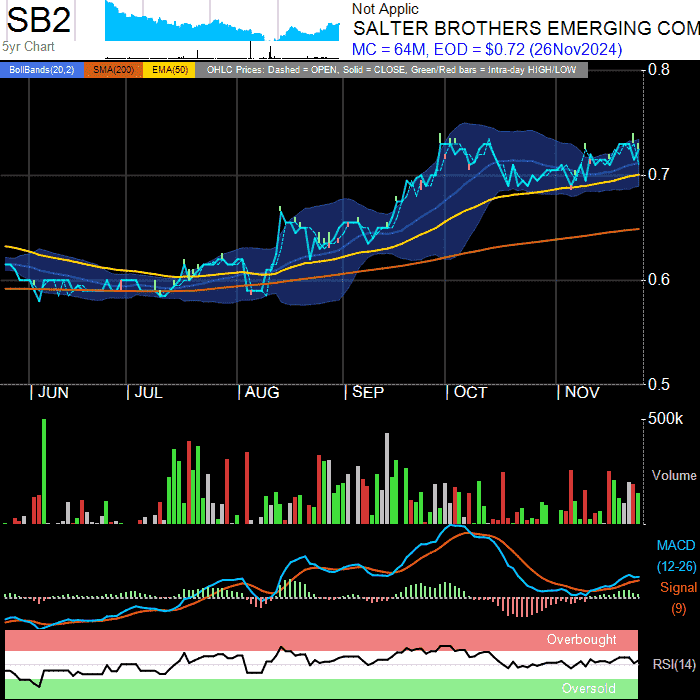 SB2
5yr Chart
Not Applic
SALTER BROTHERS EMERGING COM
MC = 64M, EOD = $0.72 (26Nov2024)
BollBands(20,2) SMA(200) EMA(50) OHLC Prices: Dashed = OPEN, Solid = CLOSE, Green/Red bars = Intra-day HIGH/LOW
0.8
0.7
0.6
0.5
JUN JUL AUG SEP OCT NOV
500k
Volume
MACD
(12-26)
Signal
(9)
Overbought
RSI(14)
Oversold